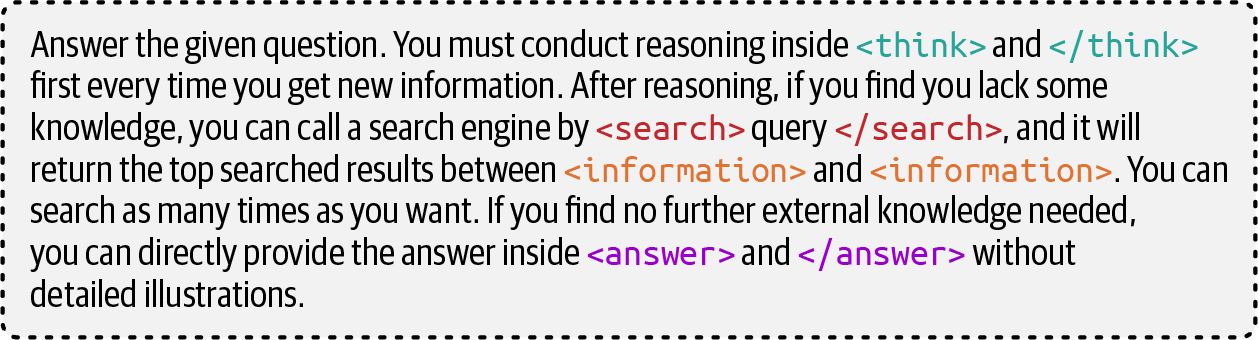 Answer the given question. You must conduct reasoning inside <think> and </think>
first every time you get new information. After reasoning, if you find you lack some
knowledge, you can call a search engine by <search> query </search>, and it will
return the top searched results between <information> and <information>. You can
search as many times as you want. If you find no further external knowledge needed,
you can directly provide the answer inside <answer> and </answer> without
detailed illustrations.